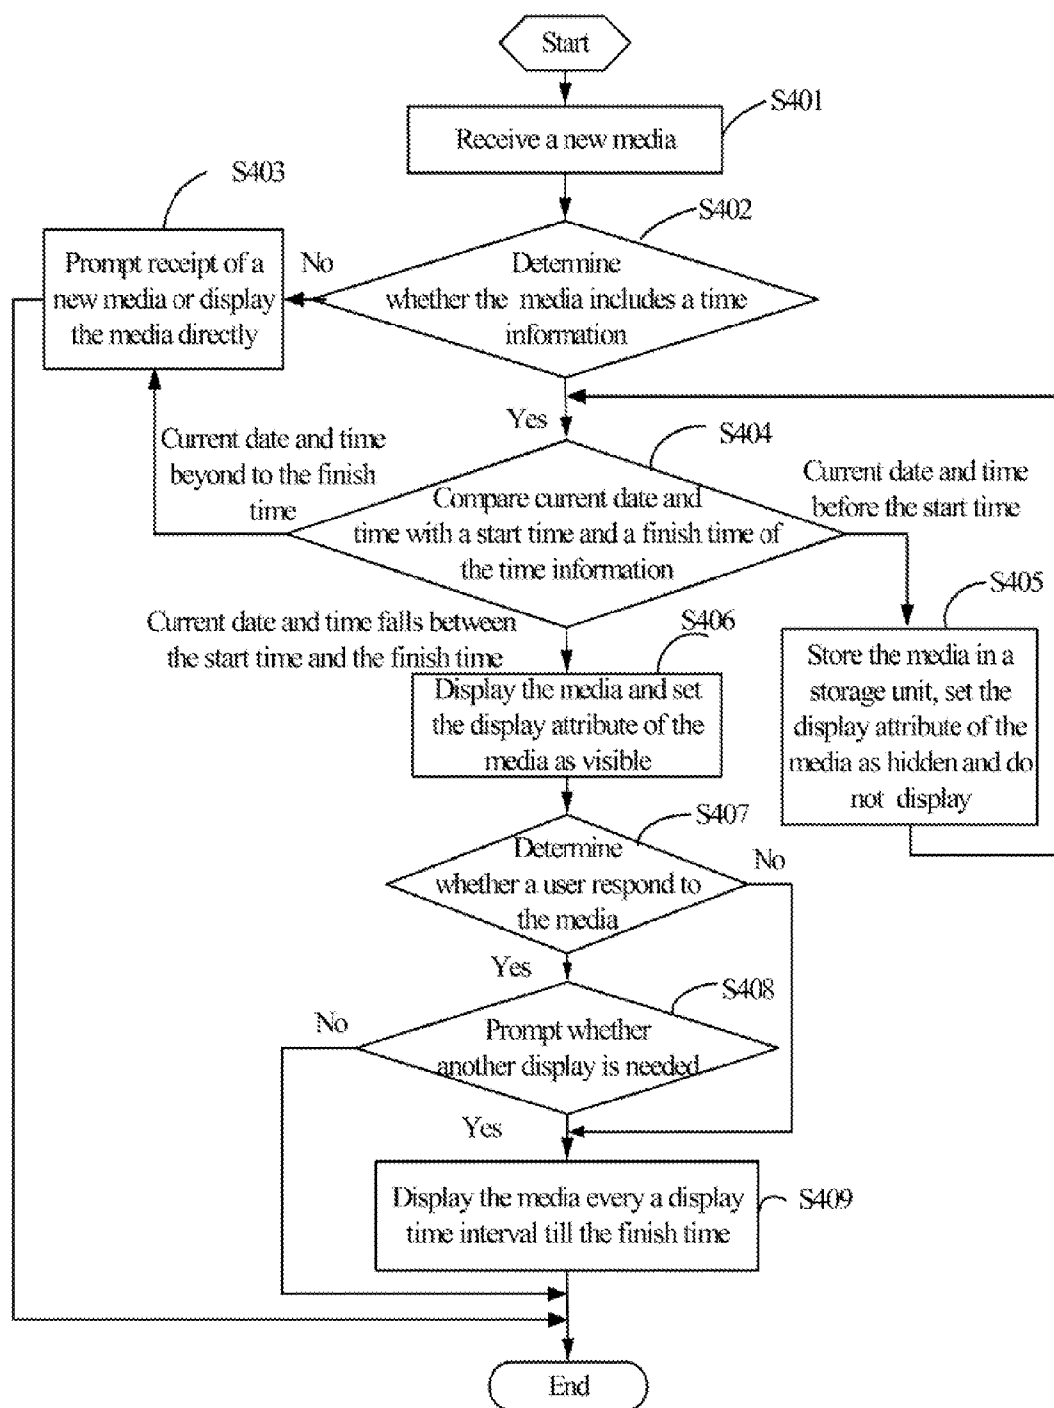 Start
S401
Receive a new media
S403
S402
Prompt receipt of a
new media or display
the media directly
No
Determine
whether the media includes a time
information
Yes
S404
Current date and time
beyond to the finish
time
Current date and time
before the start time
Compare current date and
time with a start time and a finish time of
the time information
S405
Current date and time falls between
the start time and the finish time
S406
Store the media in a
storage unit, set the
display attribute of the
media as hidden and do
not display
Display the media and set
the display attribute of the
media as visible
S407
Determine
whether a user respond to
the media
No
Yes
S408
No
Prompt whether
another display is needed
Yes
Display the media every a display
time interval till the finish time
S409
End